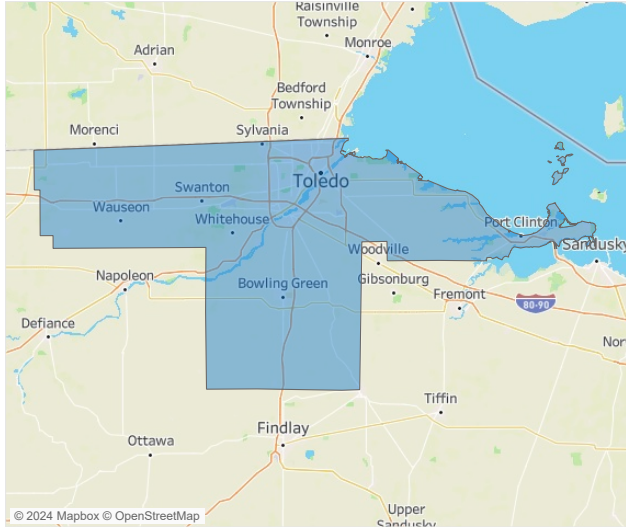 Raisinville
Township
Adrian
Monroe
Bedford
Township
Morenci
Sylvania
Toledo
Swanton
Wauseon
Whitehouse
Port Clinton
Woodville
Sandusky
Napoleon
Bowling Green
Gibsonburg
Fremont
80-90
Defiance
Nor
Tiffin
Findlay
Ottawa
Upper
Sandusky
© 2024 Mapbox © OpenStreetMap